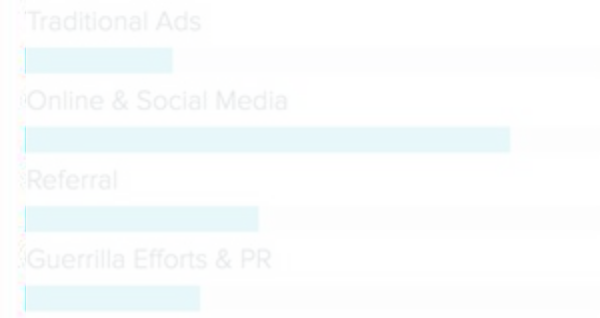 Traditional Ads
Online & Social Media
Referral
Guerrilla Efforts & PR